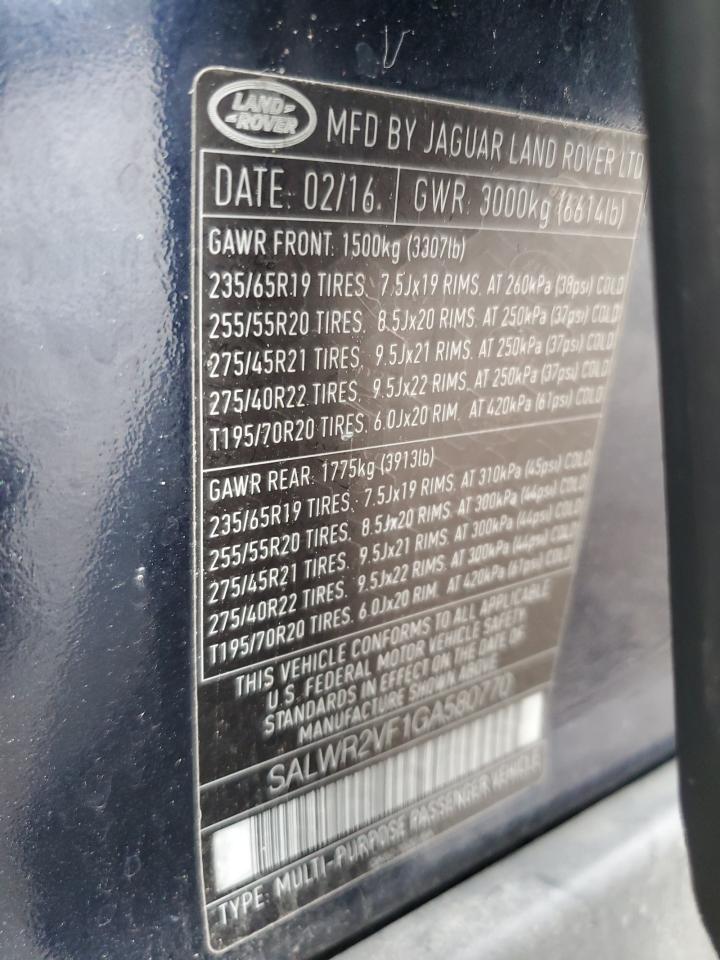 LAND ROVER MFD BY JAGUAR LAND ROVER LTD
DATE: 02/16. GWR: 3000kg (6614lb)
GAWR FRONT: 1500kg (3307lb)
235/65R19 TIRES, 7.5Jx19 RIMS, AT 260kPa (38psi) COLD
255/55R20 TIRES, 8.5Jx20 RIMS, AT 250kPa (37psi) COLD
275/45R21 TIRES, 9.5Jx21 RIMS, AT 250kPa (37psi) COLD
275/40R22 TIRES, 9.5Jx22 RIMS, AT 250kPa (37psi) COLD
T195/70R20 TIRES, 6.0Jx20 RIM, AT 420kPa (61psi) COLD
GAWR REAR: 1775kg (3913lb)
235/65R19 TIRES, 7.5Jx19 RIMS, AT 310kPa (45psi) COLD
255/55R20 TIRES, 8.5Jx20 RIMS, AT 300kPa (44psi) COLD
275/45R21 TIRES, 9.5Jx21 RIMS, AT 300kPa (44psi) COLD
275/40R22 TIRES, 9.5Jx22 RIMS, AT 300kPa (44psi) COLD
T195/70R20 TIRES, 6.0Jx20 RIM, AT 420kPa (61psi) COLD
THIS VEHICLE CONFORMS TO ALL APPLICABLE
U.S. FEDERAL MOTOR VEHICLE SAFETY
STANDARDS IN EFFECT ON THE DATE OF
MANUFACTURE SHOWN ABOVE
SALWR2VF1GA580770
TYPE: MULTI-PURPOSE PASSENGER VEHICLE